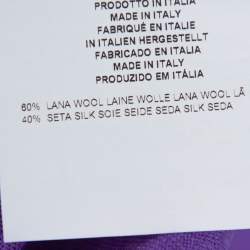 PRODOTTO IN ITALIA
MADE IN ITALY
FABRIQUÉ EN ITALIE
IN ITALIEN HERGESTELLT
FABRICADO EN ITALIA
MADE IN ITALY
PRODUZIDO EM ITÀLIA
60% LANA WOOL LAINE WOLLE LANA WOOL LÃ
40% SETA SILK SOIE SEIDE SEDA SILK SEDA